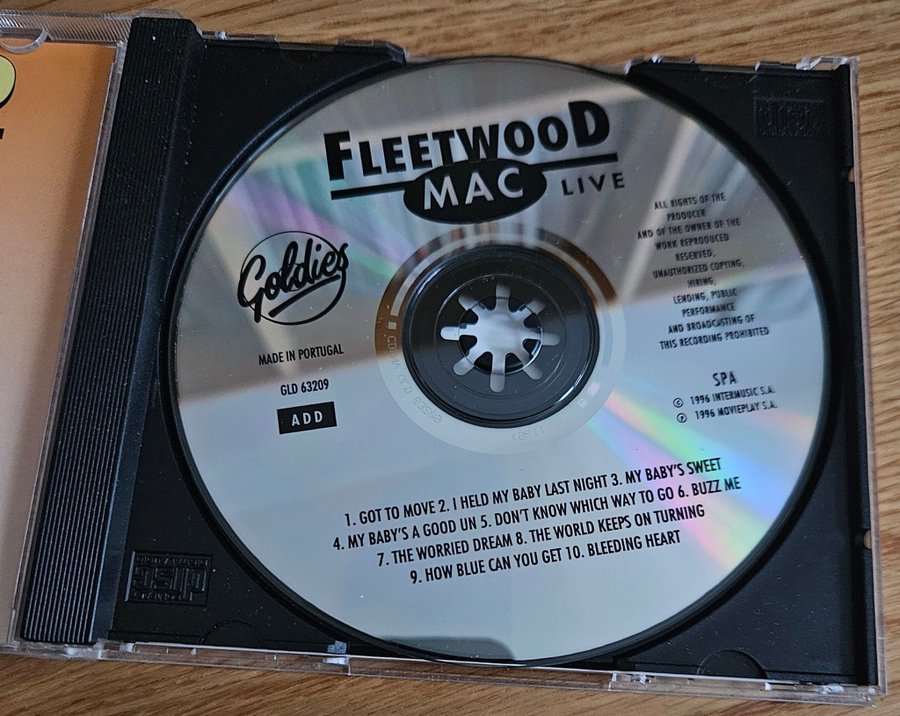 FLEETWOOD
MAC LIVE
Goldies
MADE IN PORTUGAL
GLD 63209
ADD
ALL RIGHTS OF THE
PRODUCER
AND OF THE OWNER OF THE
WORK REPRODUCED
RESERVED,
UNAUTHORIZED COPYING,
HIRING,
LENDING, PUBLIC
PERFORMANCE
AND BROADCASTING OF
THIS RECORDING PROHIBITED
SPA
© 1996 INTERMUSIC S.A.
℗ 1996 MOVIEPLAY S.A.
1. GOT TO MOVE 2. I HELD MY BABY LAST NIGHT 3. MY BABY'S SWEET
4. MY BABY'S A GOOD UN 5. DON'T KNOW WHICH WAY TO GO 6. BUZZ ME
7. THE WORRIED DREAM 8. THE WORLD KEEPS ON TURNING
9. HOW BLUE CAN YOU GET 10. BLEEDING HEART